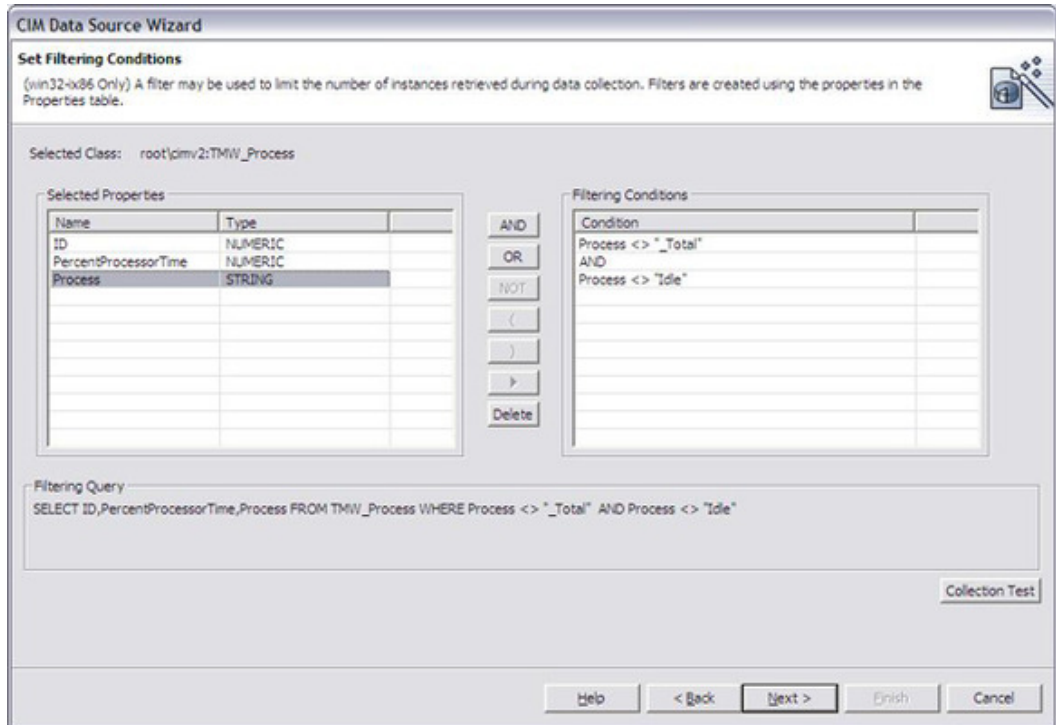 CIM Data Source Wizard
Set Filtering Conditions
(win32-ix86 Only) A filter may be used to limit the number of instances retrieved during data collection. Filters are created using the properties in the
Properties table.
Selected Class: root\cimv2:TMW_Process
Selected Properties
Name Type
ID NUMERIC
PercentProcessorTime NUMERIC
Process STRING
AND
OR
NOT
(
)
Delete
Filtering Conditions
Condition
Process <> "_Total"
AND
Process <> "Idle"
Filtering Query
SELECT ID,PercentProcessorTime,Process FROM TMW_Process WHERE Process <> "_Total" AND Process <> "Idle"
Collection Test
Help < Back Next > Finish Cancel